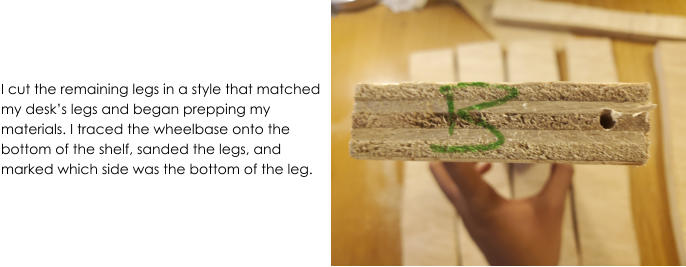 I cut the remaining legs in a style that matched
my desk’s legs and began prepping my
materials. I traced the wheelbase onto the
bottom of the shelf, sanded the legs, and
marked which side was the bottom of the leg.
B